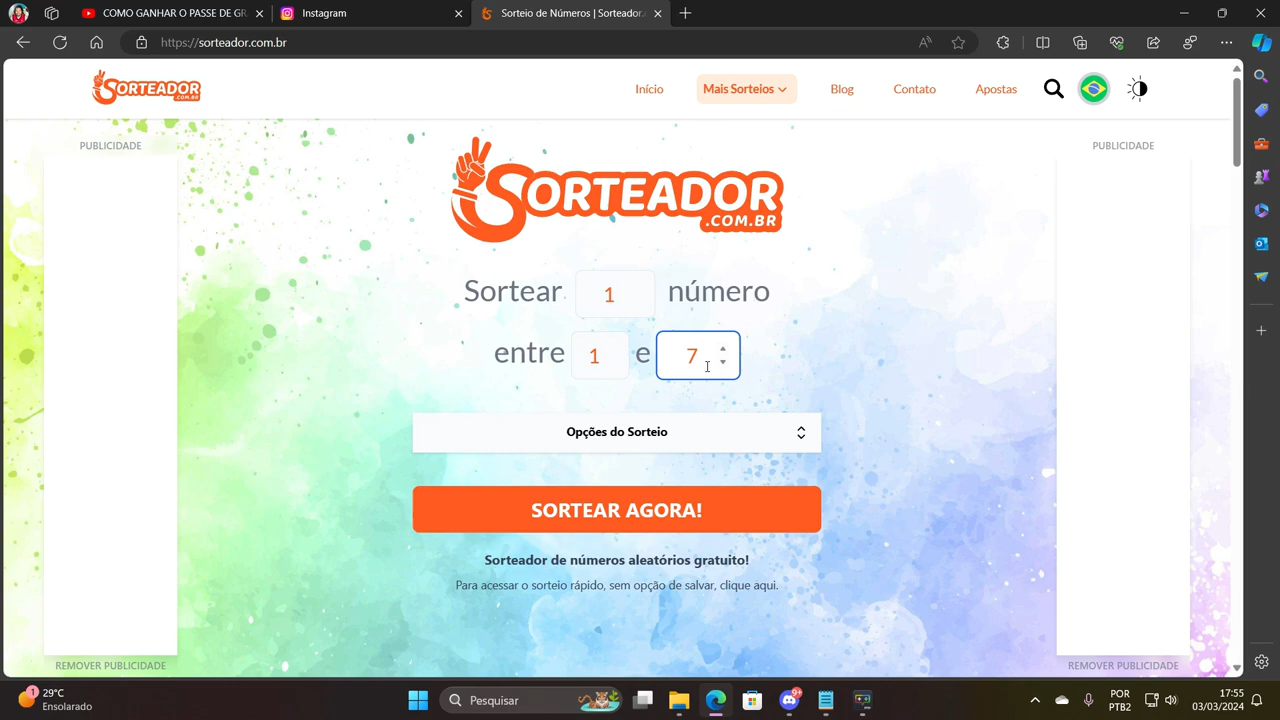 COMO GANHAR O PASSE DE GR
Instagram
Sorteio de Números | Sorteador.
https://sorteador.com.br
SORTEADOR
.COM.BR
Início
Mais Sorteios
Blog
Contato
Apostas
PUBLICIDADE
PUBLICIDADE
SORTEADOR
.COM.BR
Sortear 1 número
entre 1 e 7
Opções do Sorteio
SORTEAR AGORA!
Sorteador de números aleatórios gratuito!
Para acessar o sorteio rápido, sem opção de salvar, clique aqui.
REMOVER PUBLICIDADE
REMOVER PUBLICIDADE
1
29°C
Ensolarado
Pesquisar
9+
POR
PTB2
17:55
03/03/2024